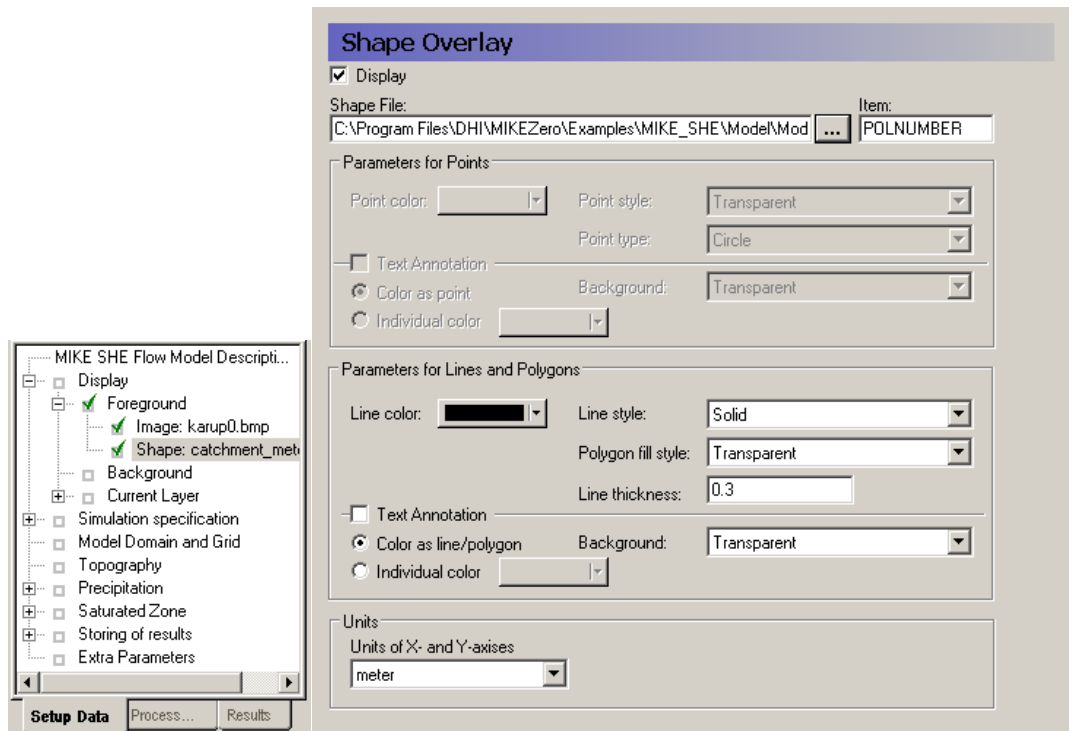 Shape Overlay
Display
Shape File:
Item:
C:\Program Files\DHI\MIKEZero\Examples\MIKE_SHE\Model\Mod
...
POLNUMBER
Parameters for Points
Point color:
Point style:
Transparent
Point type:
Circle
Text Annotation
Color as point
Background:
Transparent
Individual color
Parameters for Lines and Polygons
Line color:
Line style:
Solid
Polygon fill style:
Transparent
Line thickness:
0.3
Text Annotation
Color as line/polygon
Background:
Transparent
Individual color
Units
Units of X- and Y-axises
meter
MIKE SHE Flow Model Descripti...
Display
Foreground
Image: karup0.bmp
Shape: catchment_mete
Background
Current Layer
Simulation specification
Model Domain and Grid
Topography
Precipitation
Saturated Zone
Storing of results
Extra Parameters
Setup Data
Process...
Results